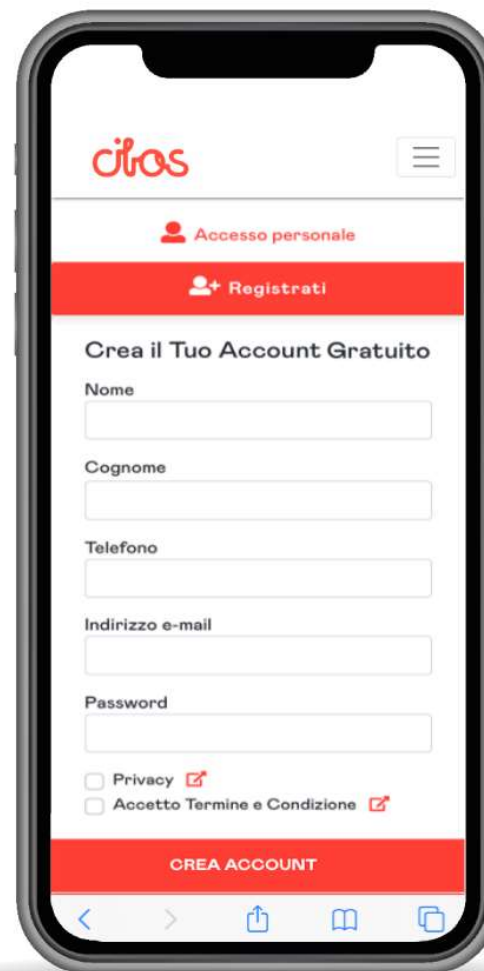 cibos
Accesso personale
Registrati
Crea il Tuo Account Gratuito
Nome
Cognome
Telefono
Indirizzo e-mail
Password
Privacy
Accetto Termine e Condizione
CREA ACCOUNT